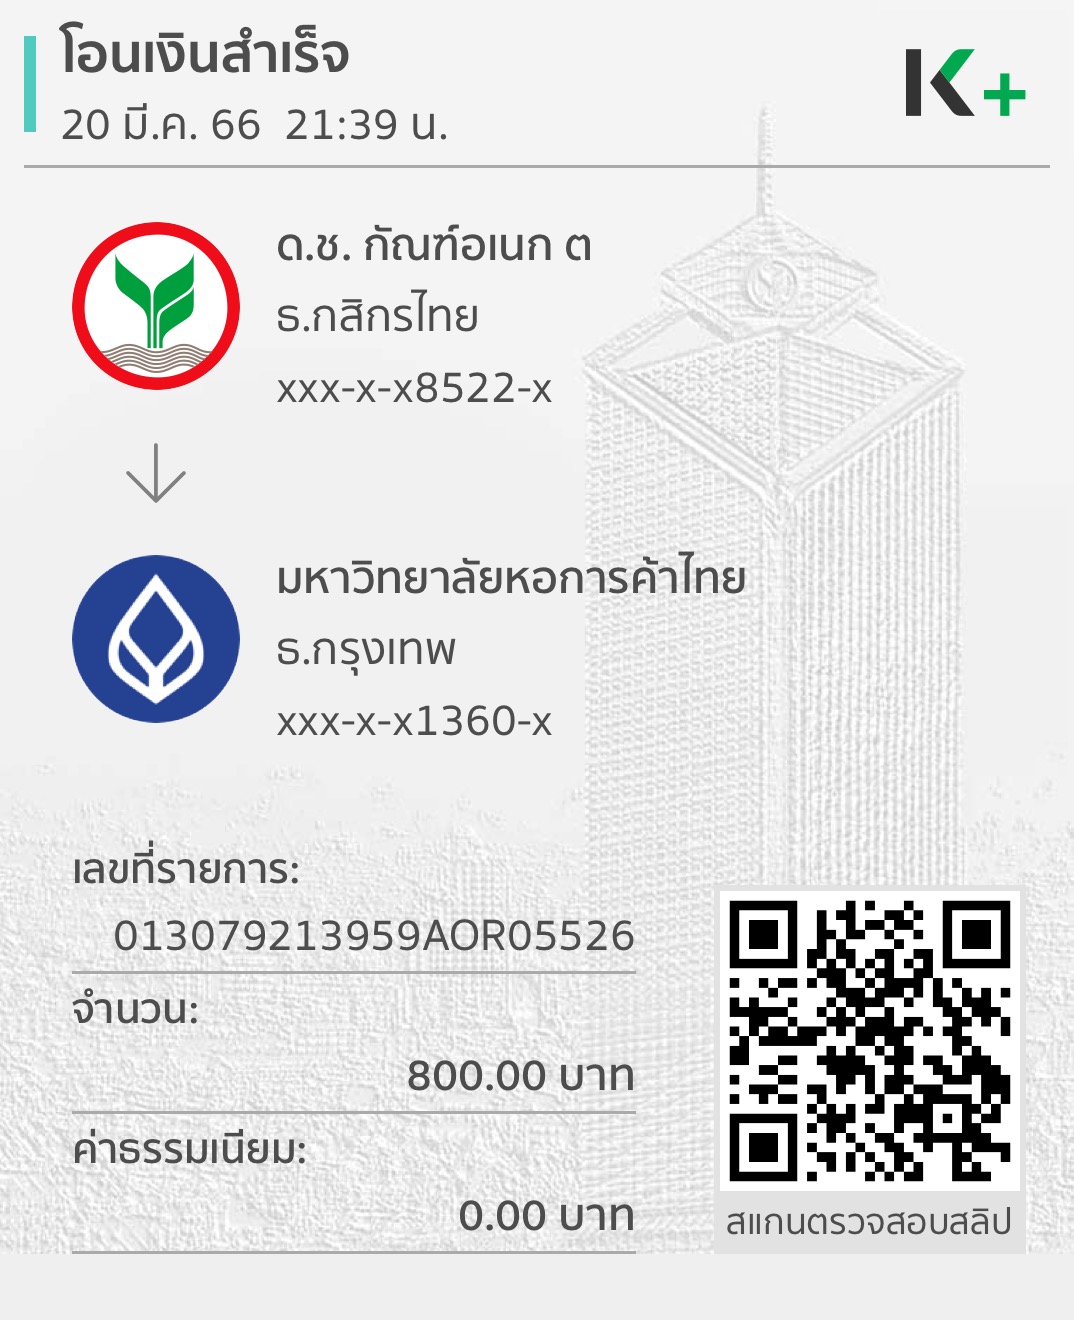 โอนเงินสำเร็จ
20 มี.ค. 66 21:39 น.
K+
ด.ช. กัณฑ์อเนก ต
ธ.กสิกรไทย
xxx-x-x8522-x
มหาวิทยาลัยหอการค้าไทย
ธ.กรุงเทพ
xxx-x-x1360-x
เลขที่รายการ:
013079213959AOR05526
จำนวน:
800.00 บาท
ค่าธรรมเนียม:
0.00 บาท
สแกนตรวจสอบสลิป